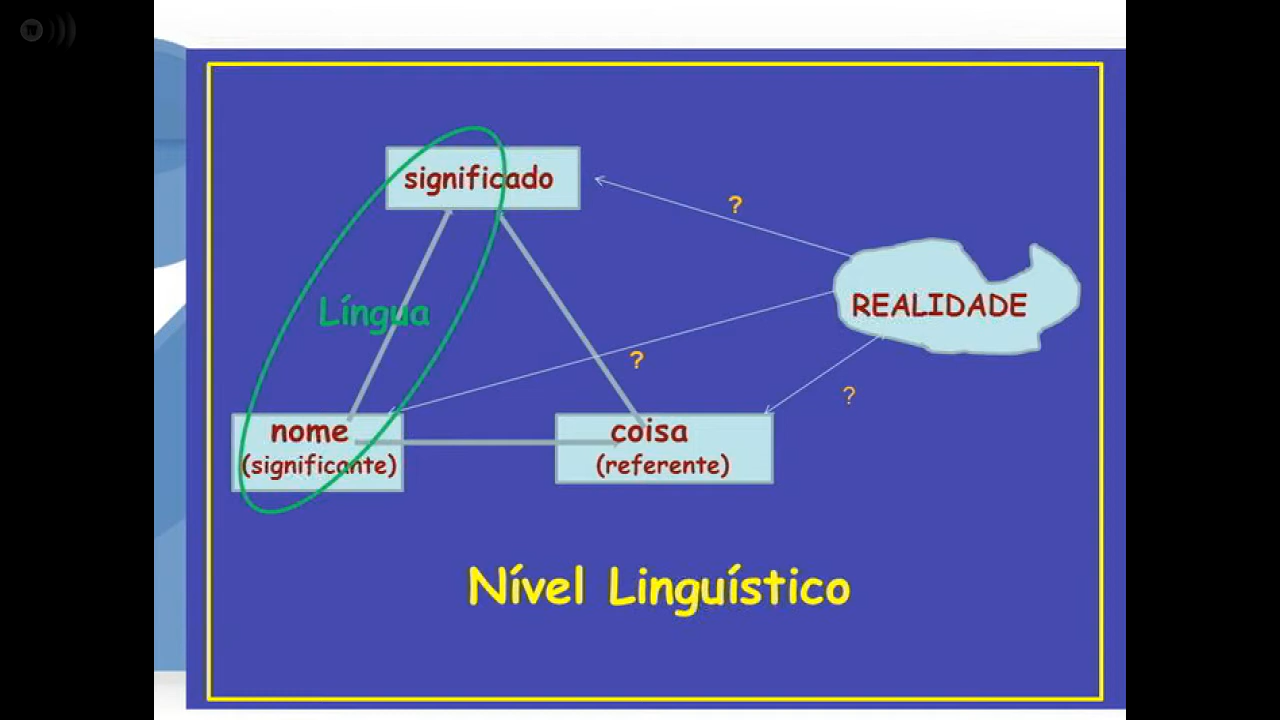 significado
?
REALIDADE
Língua
?
?
nome
(significante)
coisa
(referente)
Nível Linguístico